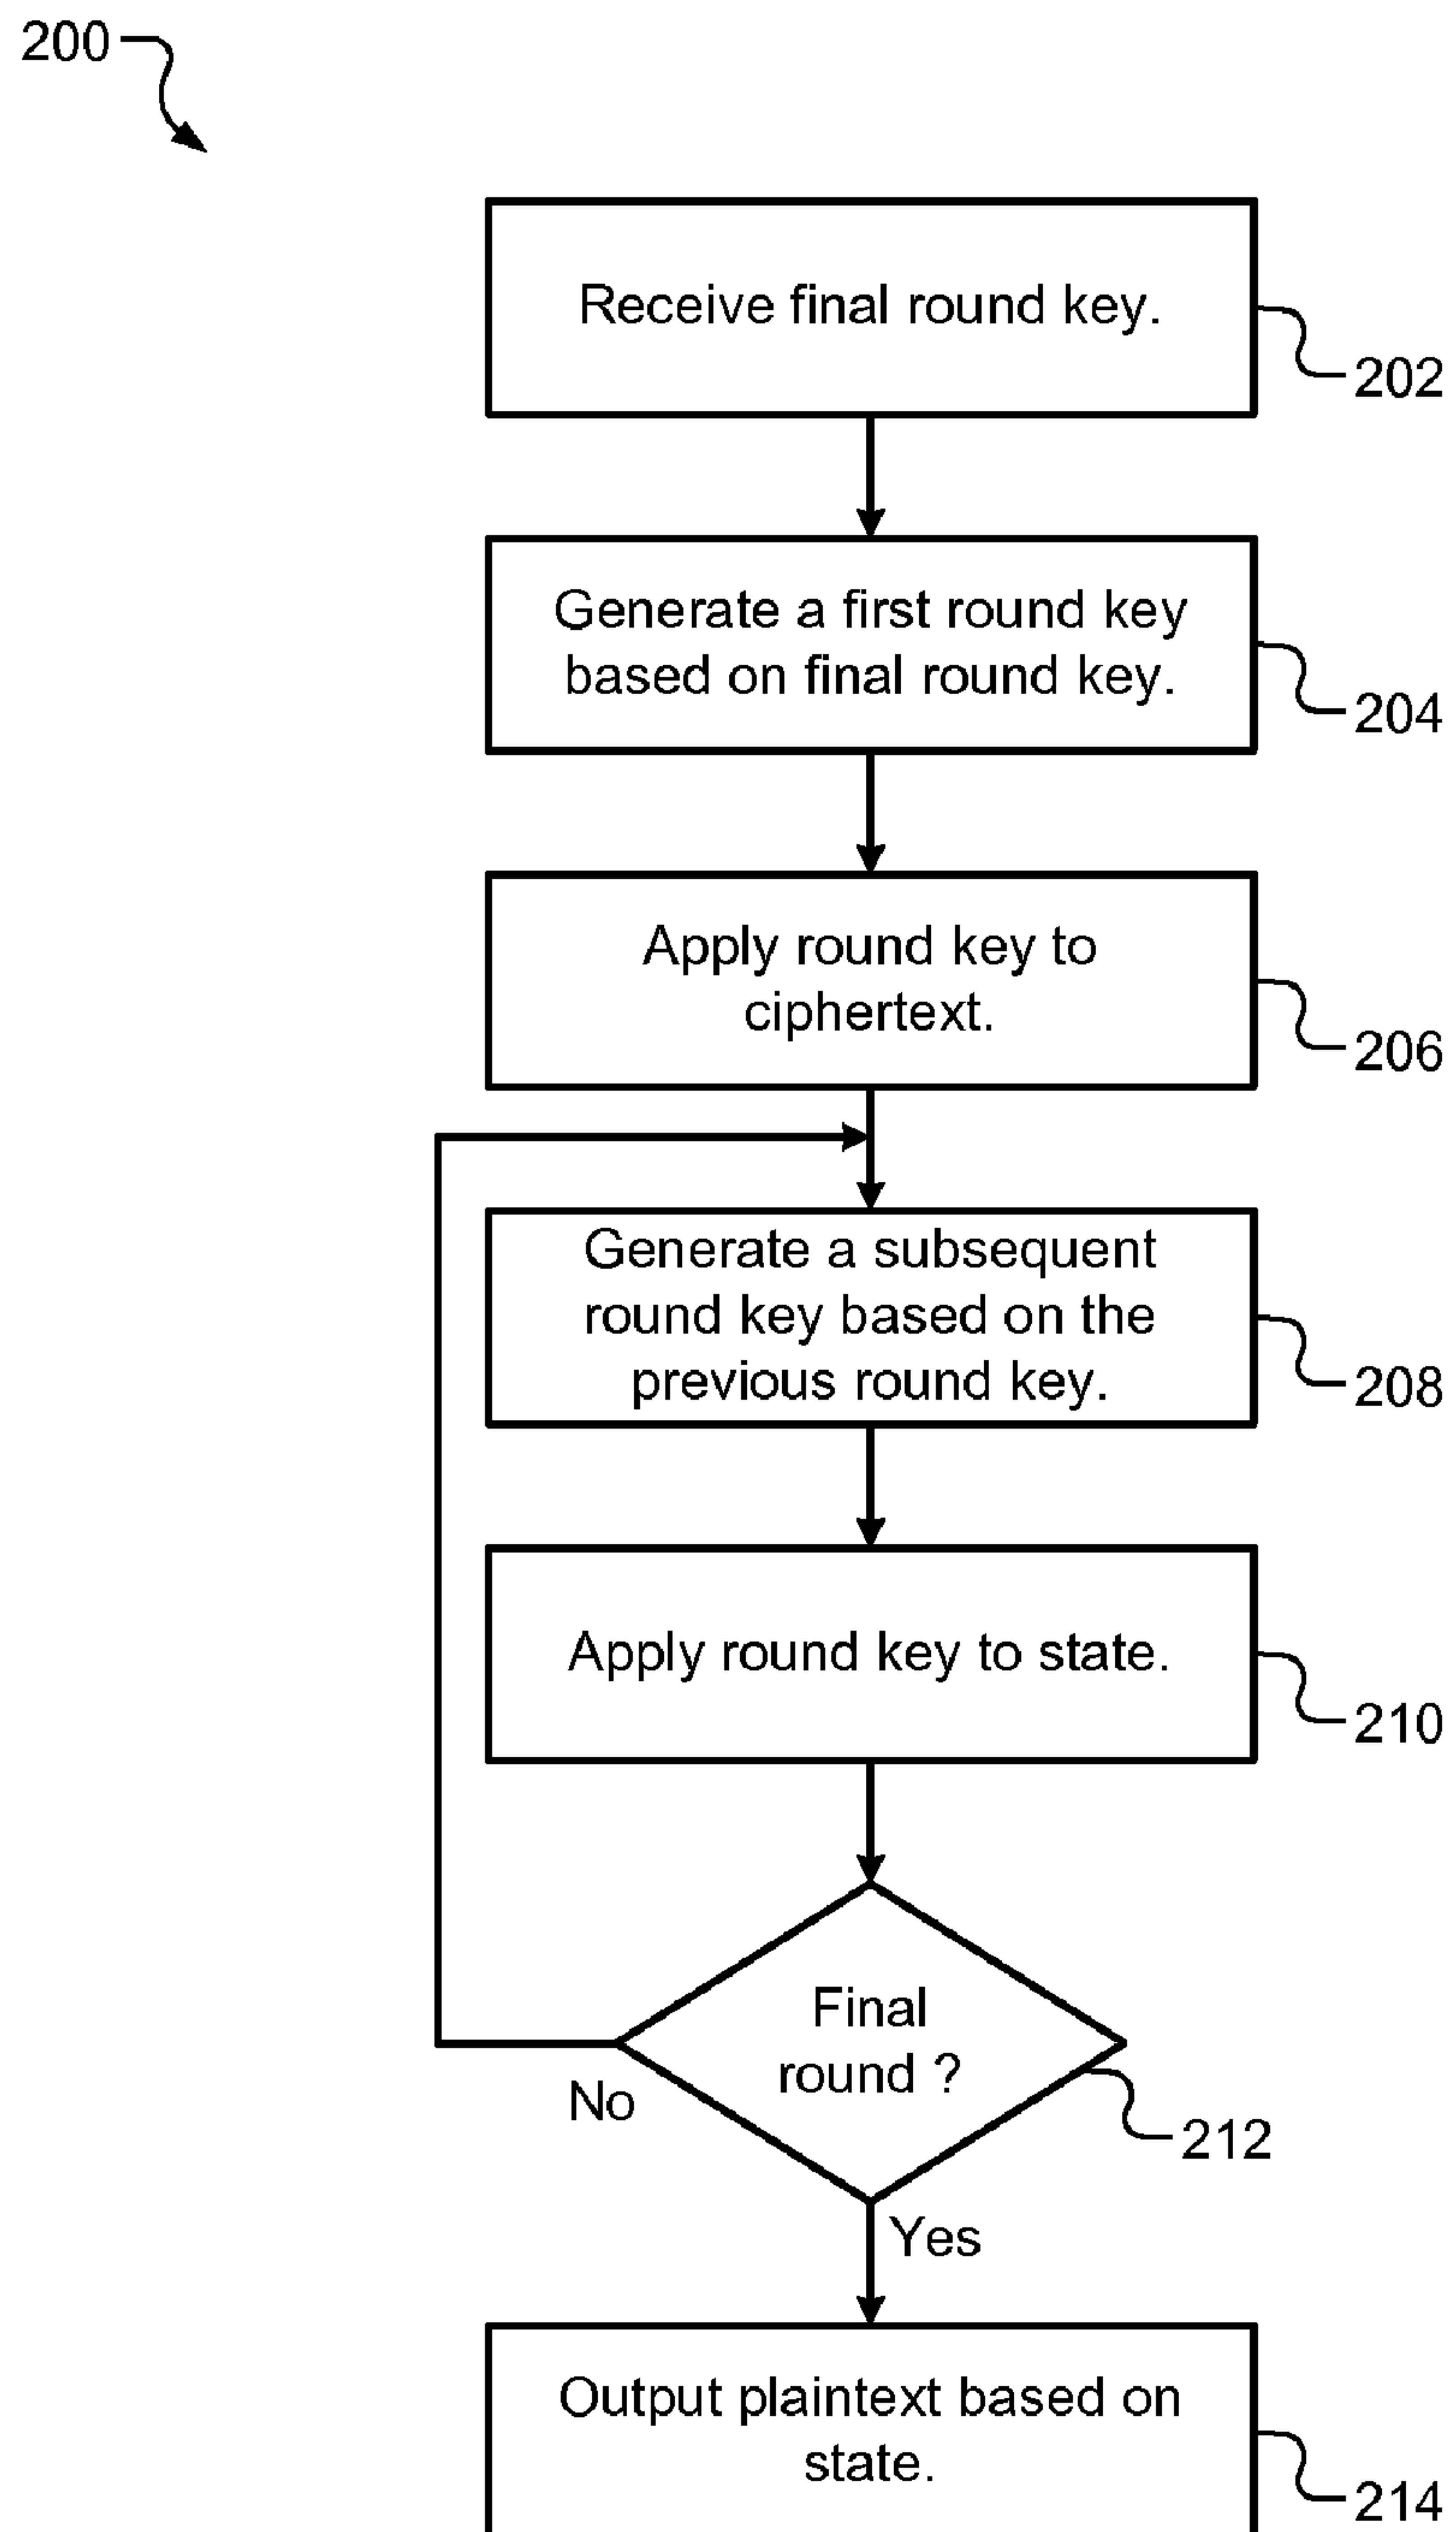 200
Receive final round key.
202
Generate a first round key
based on final round key.
204
Apply round key to
ciphertext.
206
Generate a subsequent
round key based on the
previous round key.
208
Apply round key to state.
210
Final
round ?
No
212
Yes
Output plaintext based on
state.
214